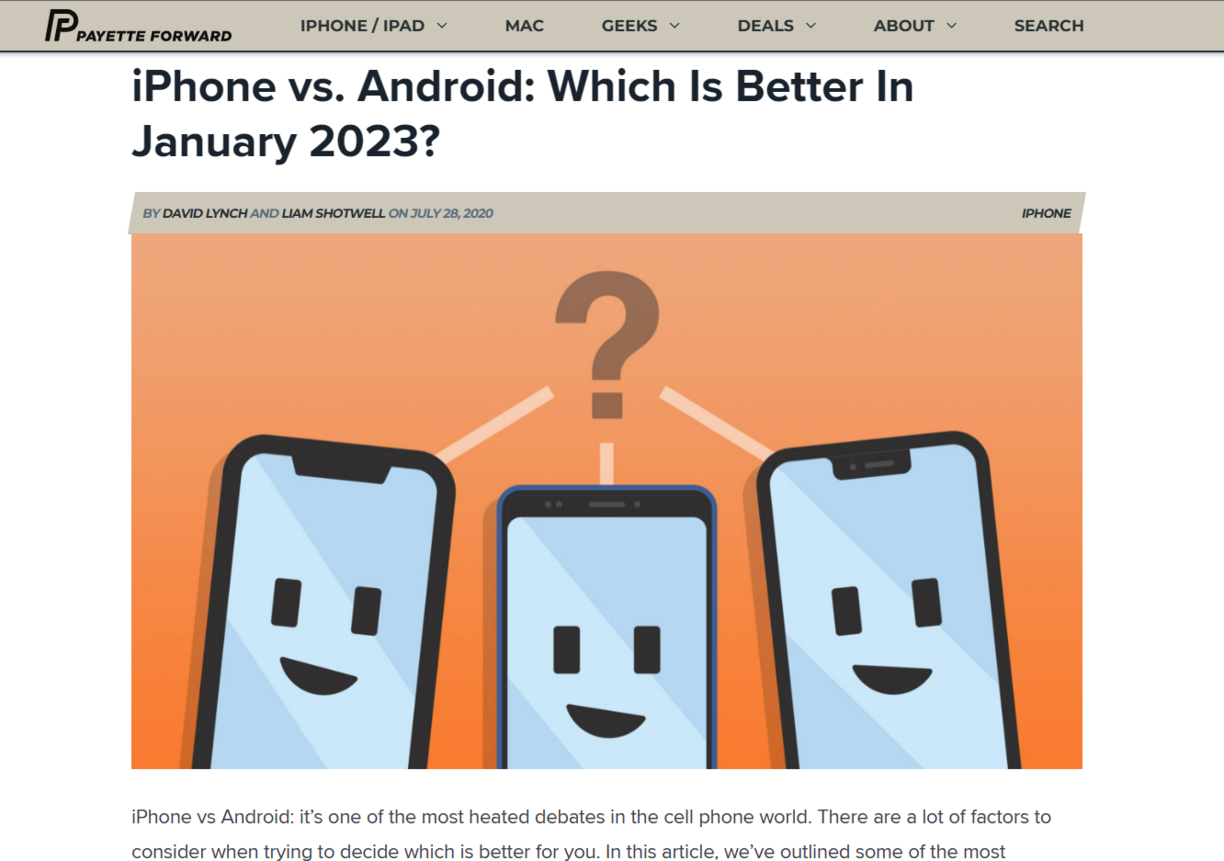 PAYETTE FORWARD IPHONE / IPAD MAC GEEKS DEALS ABOUT SEARCH
iPhone vs. Android: Which Is Better In
January 2023?
BY DAVID LYNCH AND LIAM SHOTWELL ON JULY 28, 2020 IPHONE
?
iPhone vs Android: it’s one of the most heated debates in the cell phone world. There are a lot of factors to
consider when trying to decide which is better for you. In this article, we’ve outlined some of the most